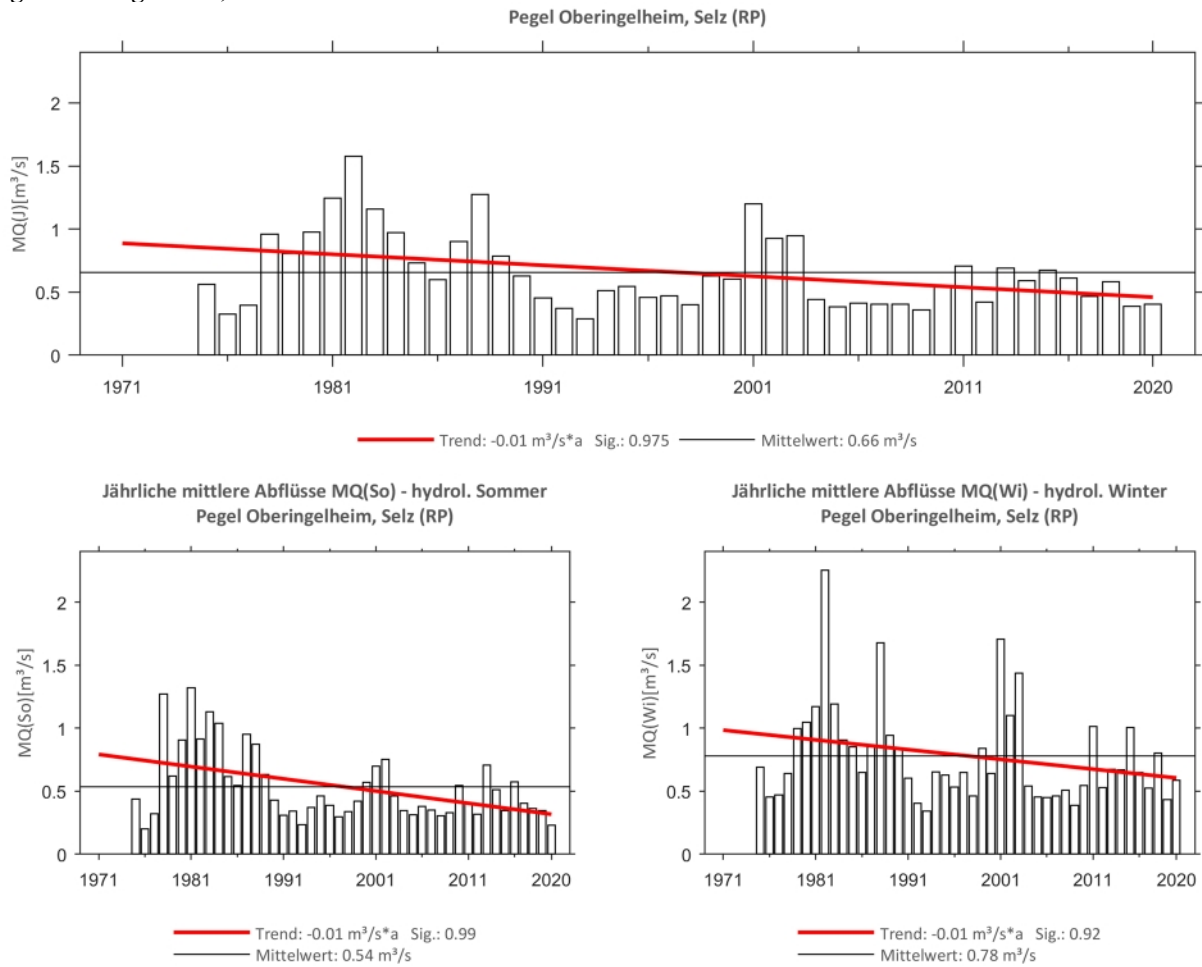 Pegel Oberingelheim, Selz (RP)
MQ(J)[m³/s]
2
1.5
1
0.5
0
1971 1981 1991 2001 2011 2020
Trend: -0.01 m³/s*a Sig.: 0.975 Mittelwert: 0.66 m³/s
Jährliche mittlere Abflüsse MQ(So) - hydrol. Sommer
Pegel Oberingelheim, Selz (RP)
MQ(So)[m³/s]
2
1.5
1
0.5
0
1971 1981 1991 2001 2011 2020
Trend: -0.01 m³/s*a Sig.: 0.99
Mittelwert: 0.54 m³/s
Jährliche mittlere Abflüsse MQ(Wi) - hydrol. Winter
Pegel Oberingelheim, Selz (RP)
MQ(Wi)[m³/s]
2
1.5
1
0.5
0
1971 1981 1991 2001 2011 2020
Trend: -0.01 m³/s*a Sig.: 0.92
Mittelwert: 0.78 m³/s